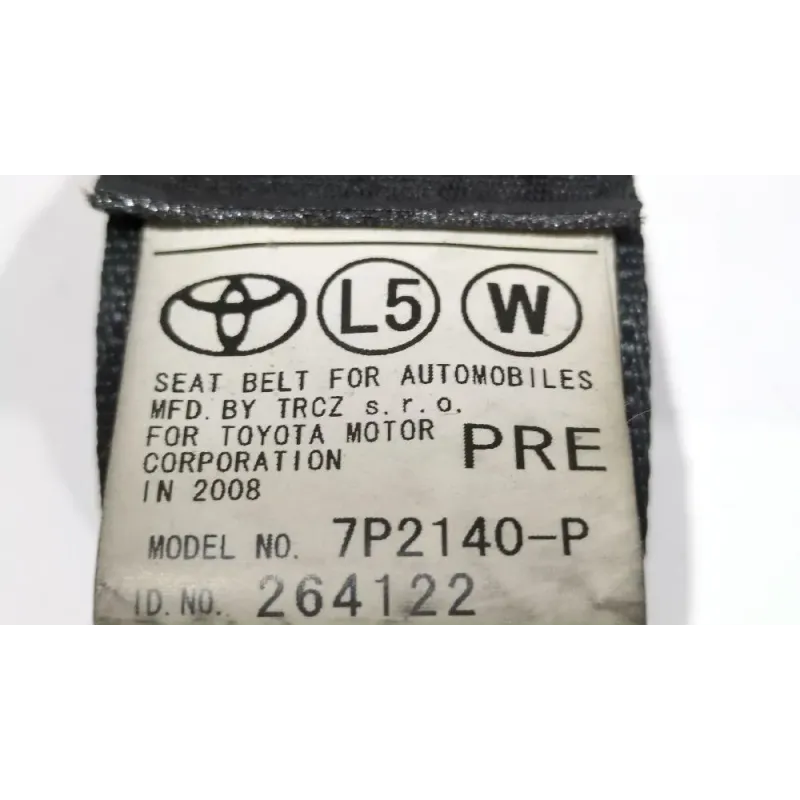 L5 W
SEAT BELT FOR AUTOMOBILES
MFD. BY TRCZ s.r.o.
FOR TOYOTA MOTOR
CORPORATION PRE
IN 2008
MODEL NO. 7P2140-P
ID. NO. 264122